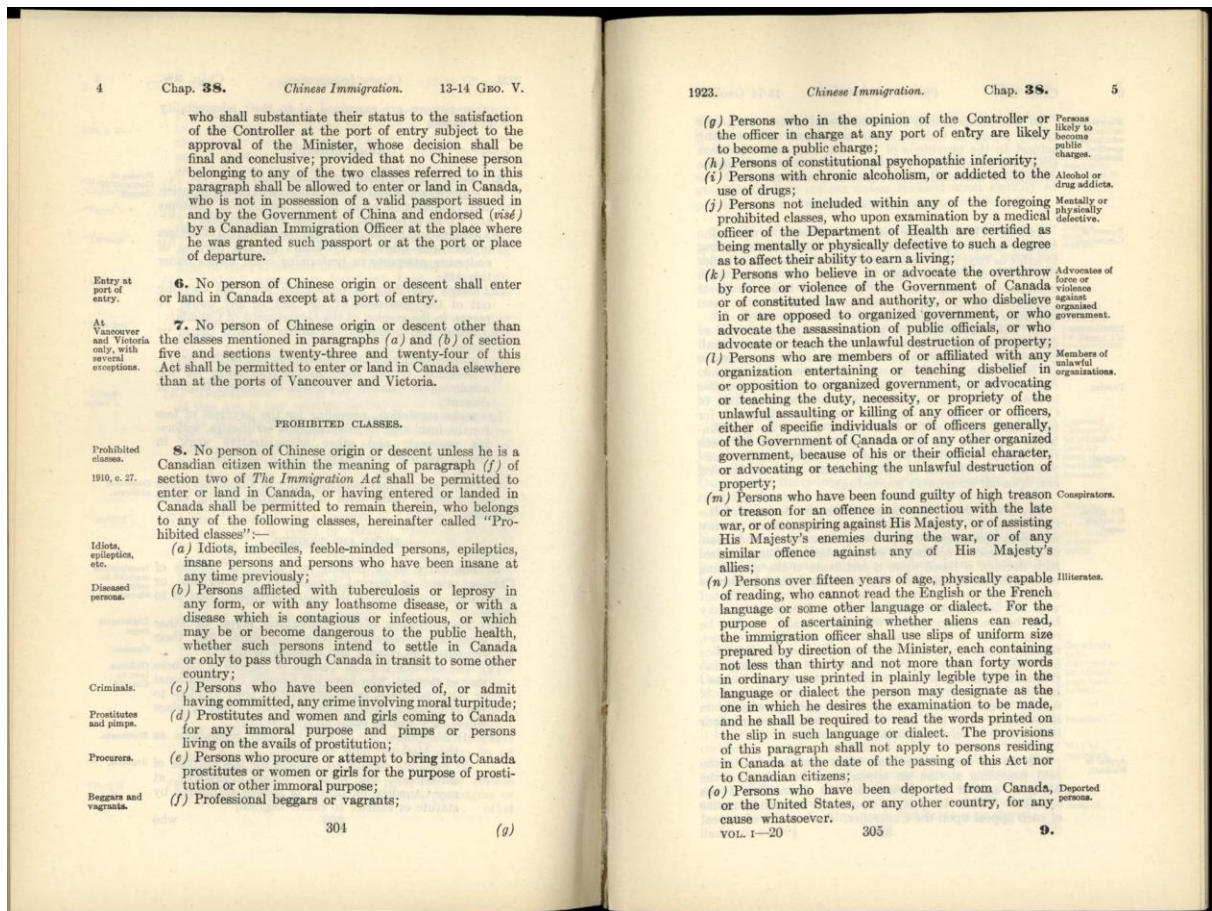 4 Chap. 38. Chinese Immigration. 13-14 GEO. V.
who shall substantiate their status to the satisfaction
of the Controller at the port of entry subject to the
approval of the Minister, whose decision shall be
final and conclusive; provided that no Chinese person
belonging to any of the two classes referred to in this
paragraph shall be allowed to enter or land in Canada,
who is not in possession of a valid passport issued in
and by the Government of China and endorsed (visé)
by a Canadian Immigration Officer at the place where
he was granted such passport or at the port or place
of departure.
Entry at
port of
entry.
6. No person of Chinese origin or descent shall enter
or land in Canada except at a port of entry.
At
Vancouver
and Victoria
only, with
several
exceptions.
7. No person of Chinese origin or descent other than
the classes mentioned in paragraphs (a) and (b) of section
five and sections twenty-three and twenty-four of this
Act shall be permitted to enter or land in Canada elsewhere
than at the ports of Vancouver and Victoria.
PROHIBITED CLASSES.
Prohibited
classes.
1910, c. 27.
8. No person of Chinese origin or descent unless he is a
Canadian citizen within the meaning of paragraph (f) of
section two of The Immigration Act shall be permitted to
enter or land in Canada, or having entered or landed in
Canada shall be permitted to remain therein, who belongs
to any of the following classes, hereinafter called "Pro-
hibited classes":—
Idiots,
epileptics,
etc.
(a) Idiots, imbeciles, feeble-minded persons, epileptics,
insane persons and persons who have been insane at
any time previously;
Diseased
persons.
(b) Persons afflicted with tuberculosis or leprosy in
any form, or with any loathsome disease, or with a
disease which is contagious or infectious, or which
may be or become dangerous to the public health,
whether such persons intend to settle in Canada
or only to pass through Canada in transit to some other
country;
Criminals.
(c) Persons who have been convicted of, or admit
having committed, any crime involving moral turpitude;
Prostitutes
and pimps.
(d) Prostitutes and women and girls coming to Canada
for any immoral purpose and pimps or persons
living on the avails of prostitution;
Procurers.
(e) Persons who procure or attempt to bring into Canada
prostitutes or women or girls for the purpose of prosti-
tution or other immoral purpose;
Beggars and
vagrants.
(f) Professional beggars or vagrants;
304 (g)
1923. Chinese Immigration. Chap. 38. 5
(g) Persons who in the opinion of the Controller or
the officer in charge at any port of entry are likely
to become a public charge;
Persons
likely to
become
public
charges.
(h) Persons of constitutional psychopathic inferiority;
(i) Persons with chronic alcoholism, or addicted to the
use of drugs;
Alcohol or
drug addicts.
(j) Persons not included within any of the foregoing
prohibited classes, who upon examination by a medical
officer of the Department of Health are certified as
being mentally or physically defective to such a degree
as to affect their ability to earn a living;
Mentally or
physically
defective.
(k) Persons who believe in or advocate the overthrow
by force or violence of the Government of Canada
or of constituted law and authority, or who disbelieve
in or are opposed to organized government, or who
advocate the assassination of public officials, or who
advocate or teach the unlawful destruction of property;
Advocates of
force or
violence
against
organised
government.
(l) Persons who are members of or affiliated with any
organization entertaining or teaching disbelief in
or opposition to organized government, or advocating
or teaching the duty, necessity, or propriety of the
unlawful assaulting or killing of any officer or officers,
either of specific individuals or of officers generally,
of the Government of Canada or of any other organized
government, because of his or their official character,
or advocating or teaching the unlawful destruction of
property;
Members of
unlawful
organizations.
(m) Persons who have been found guilty of high treason
or treason for an offence in connectiou with the late
war, or of conspiring against His Majesty, or of assisting
His Majesty's enemies during the war, or of any
similar offence against any of His Majesty's
allies;
Conspirators.
(n) Persons over fifteen years of age, physically capable
of reading, who cannot read the English or the French
language or some other language or dialect. For the
purpose of ascertaining whether aliens can read,
the immigration officer shall use slips of uniform size
prepared by direction of the Minister, each containing
not less than thirty and not more than forty words
in ordinary use printed in plainly legible type in the
language or dialect the person may designate as the
one in which he desires the examination to be made,
and he shall be required to read the words printed on
the slip in such language or dialect. The provisions
of this paragraph shall not apply to persons residing
in Canada at the date of the passing of this Act nor
to Canadian citizens;
Illiterates.
(o) Persons who have been deported from Canada,
or the United States, or any other country, for any
cause whatsoever.
Deported
persons.
VOL. I—20 305 9.